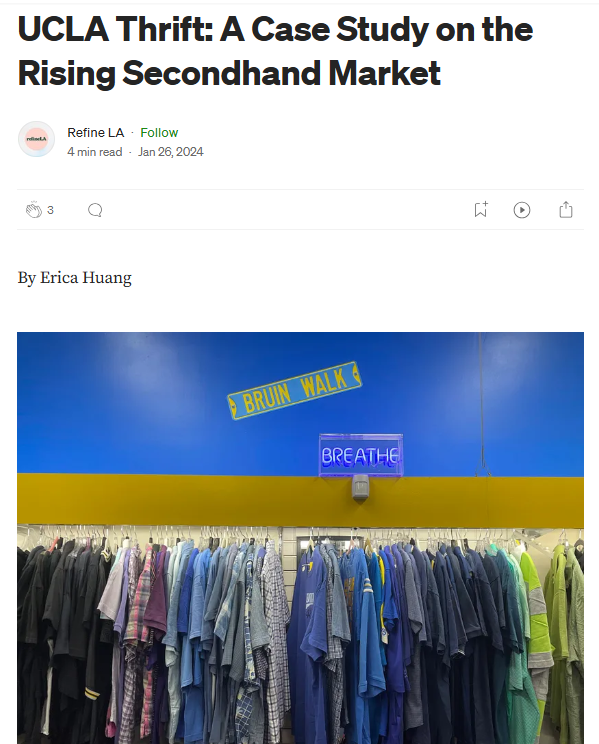 UCLA Thrift: A Case Study on the
Rising Secondhand Market
refineLA
Refine LA · Follow
4 min read · Jan 26, 2024
3
By Erica Huang
BRUIN WALK
BREATHE